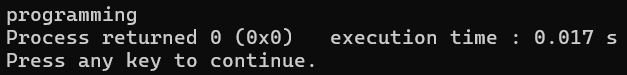 programming
Process returned 0 (0x0)   execution time : 0.017 s
Press any key to continue.